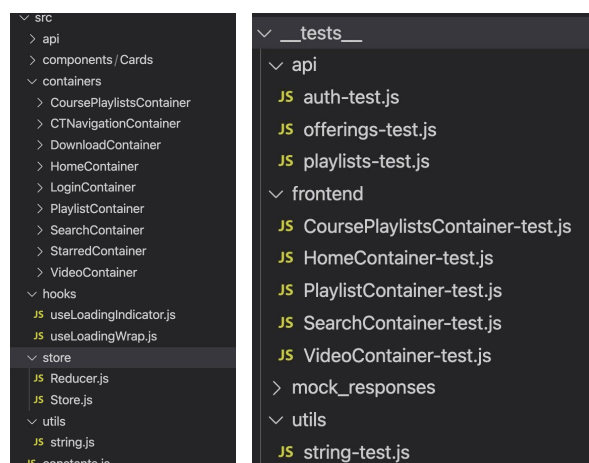 src
api
components/Cards
containers
CoursePlaylistsContainer
CTNavigationContainer
DownloadContainer
HomeContainer
LoginContainer
PlaylistContainer
SearchContainer
StarredContainer
VideoContainer
hooks
JS useLoadingIndicator.js
JS useLoadingWrap.js
store
JS Reducer.js
JS Store.js
utils
JS string.js
JS constants.js
__tests__
api
JS auth-test.js
JS offerings-test.js
JS playlists-test.js
frontend
JS CoursePlaylistsContainer-test.js
JS HomeContainer-test.js
JS PlaylistContainer-test.js
JS SearchContainer-test.js
JS VideoContainer-test.js
mock_responses
utils
JS string-test.js